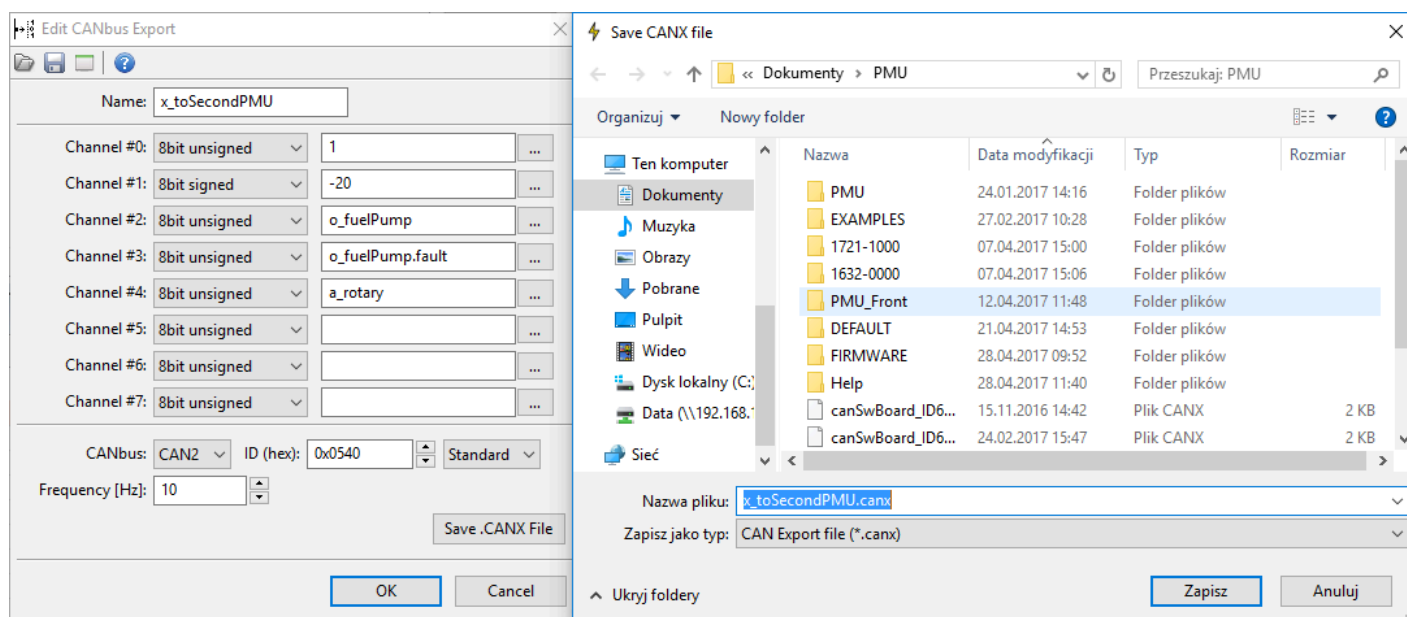 Edit CANbus Export
Name: x_toSecondPMU
Channel #0: 8bit unsigned 1 ...
Channel #1: 8bit signed -20 ...
Channel #2: 8bit unsigned o_fuelPump ...
Channel #3: 8bit unsigned o_fuelPump.fault ...
Channel #4: 8bit unsigned a_rotary ...
Channel #5: 8bit unsigned ...
Channel #6: 8bit unsigned ...
Channel #7: 8bit unsigned ...
CANbus: CAN2 ID (hex): 0x0540 Standard
Frequency [Hz]: 10
Save .CANX File
OK Cancel
Save CANX file
« Dokumenty > PMU Przeszukaj: PMU
Organizuj Nowy folder
Ten komputer
Dokumenty
Muzyka
Obrazy
Pobrane
Pulpit
Wideo
Dysk lokalny (C:)
Data (\\192.168.1
Sieć
Nazwa Data modyfikacji Typ Rozmiar
PMU 24.01.2017 14:16 Folder plików
EXAMPLES 27.02.2017 10:28 Folder plików
1721-1000 07.04.2017 15:00 Folder plików
1632-0000 07.04.2017 15:06 Folder plików
PMU_Front 12.04.2017 11:48 Folder plików
DEFAULT 21.04.2017 14:53 Folder plików
FIRMWARE 28.04.2017 09:52 Folder plików
Help 28.04.2017 11:40 Folder plików
canSwBoard_ID6... 15.11.2016 14:42 Plik CANX 2 KB
canSwBoard_ID6... 24.02.2017 15:47 Plik CANX 2 KB
Nazwa pliku: x_toSecondPMU.canx
Zapisz jako typ: CAN Export file (*.canx)
Ukryj foldery Zapisz Anuluj